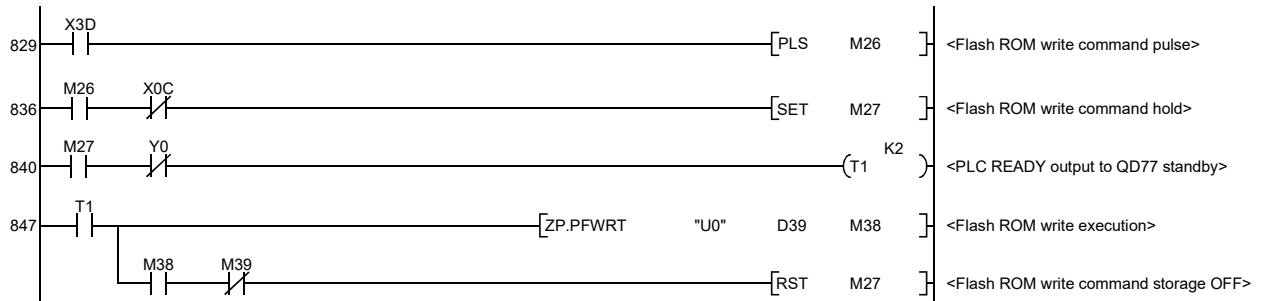 X3D
829 PLS M26 <Flash ROM write command pulse>
M26 X0C
836 SET M27 <Flash ROM write command hold>
M27 Y0 K2
840 T1 <PLC READY output to QD77 standby>
T1
847 ZP.PFWRT "U0" D39 M38 <Flash ROM write execution>
M38 M39
RST M27 <Flash ROM write command storage OFF>